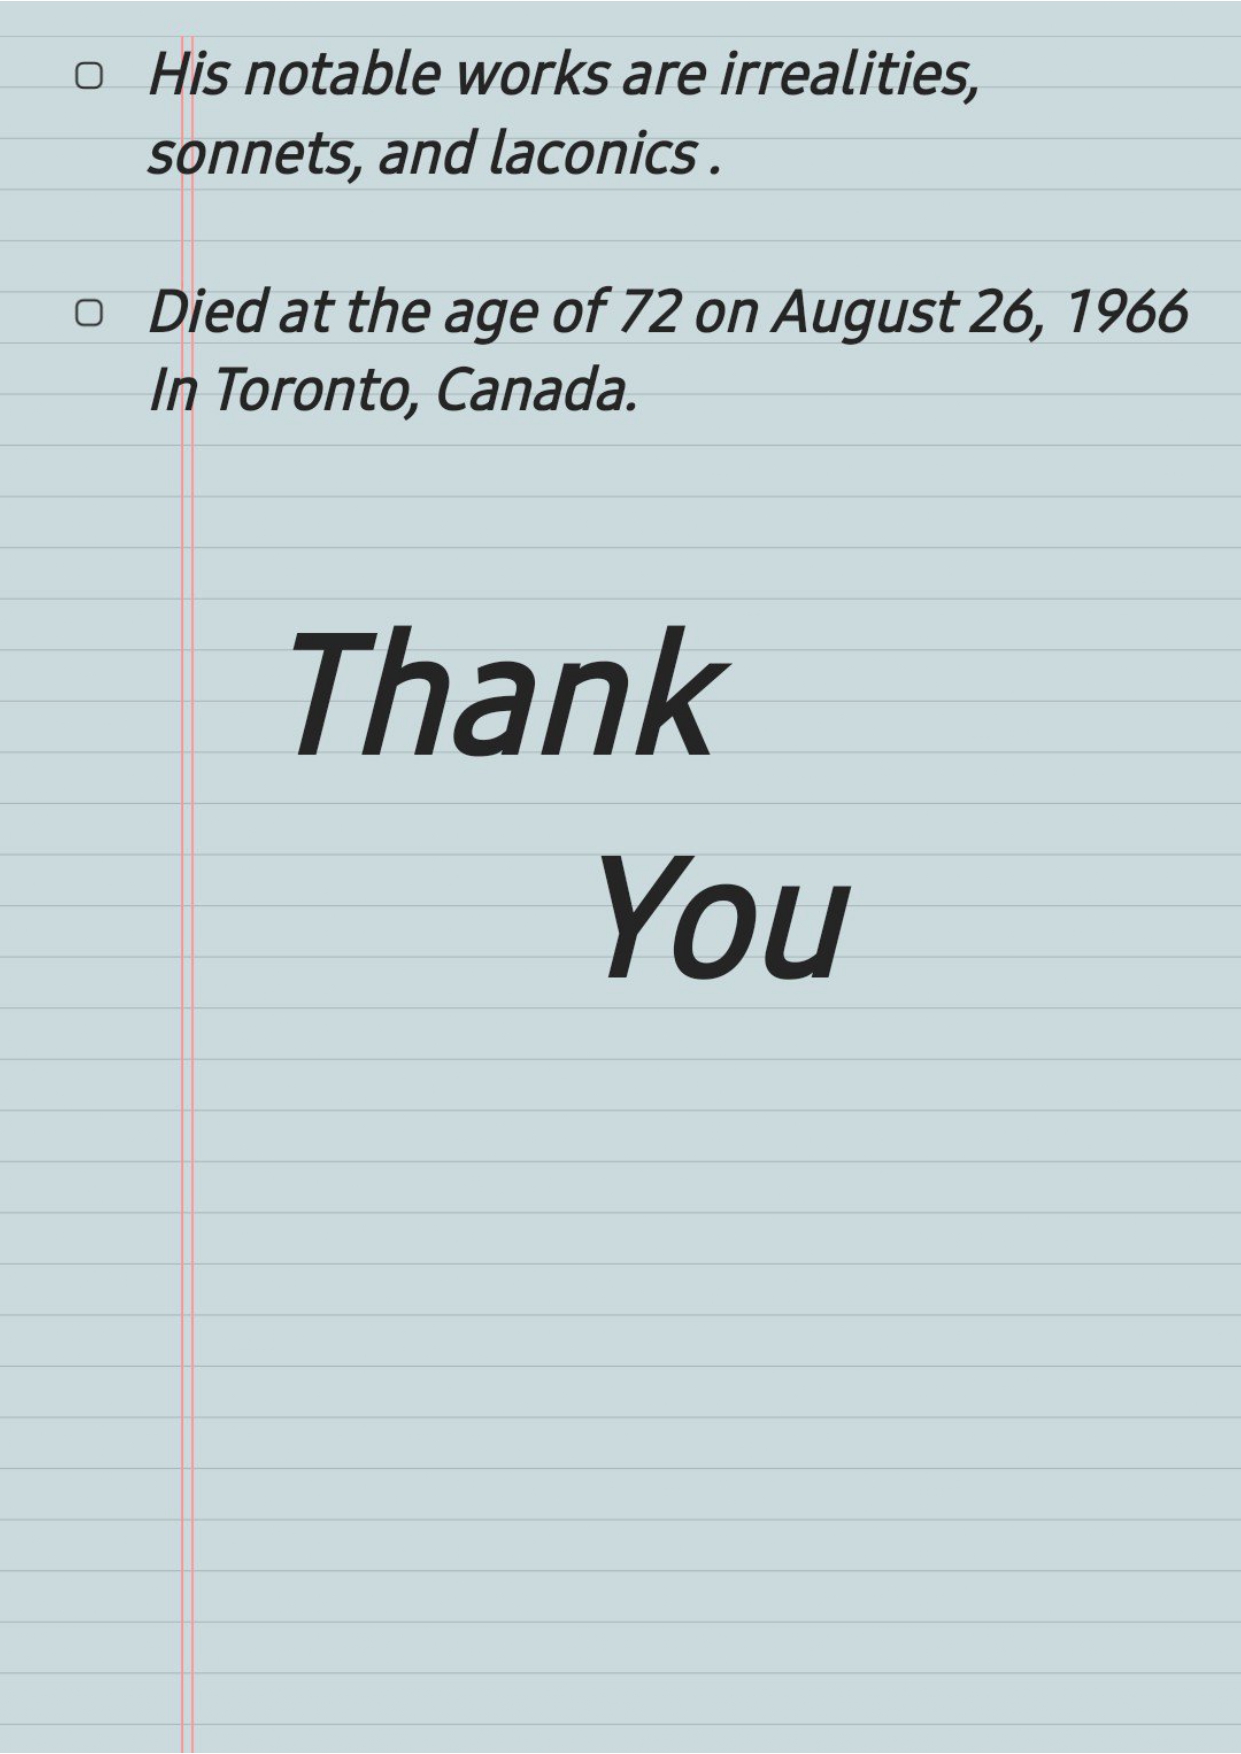 His notable works are irrealities,
sonnets, and laconics .
Died at the age of 72 on August 26, 1966
In Toronto, Canada.
Thank
You